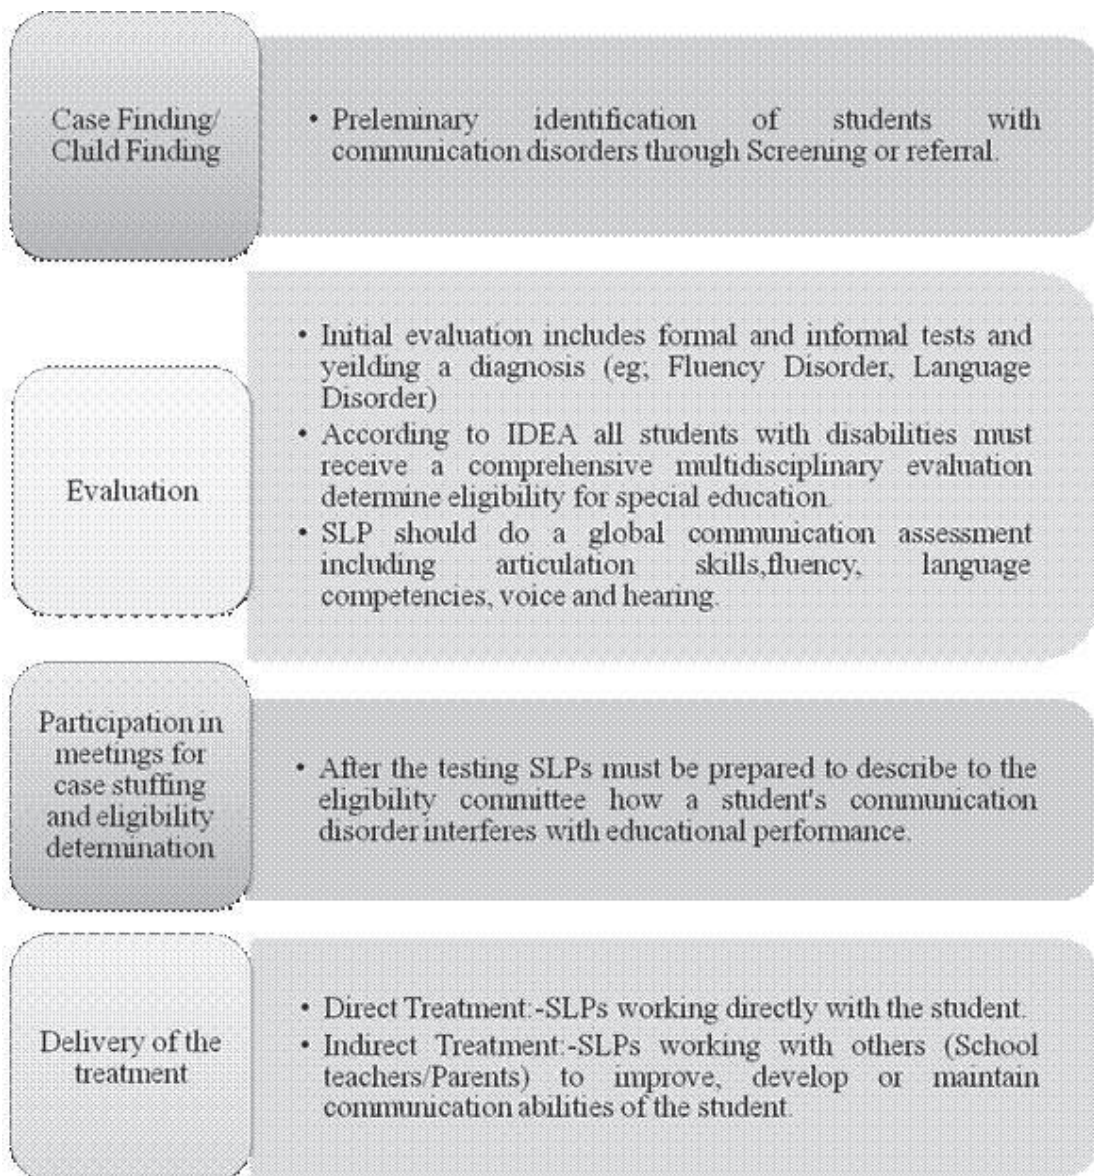 Case Finding/
Child Finding
• Preleminary identification of students with
communication disorders through Screening or referral.
Evaluation
• Initial evaluation includes formal and informal tests and
yeilding a diagnosis (eg; Fluency Disorder, Language
Disorder)
• According to IDEA all students with disabilities must
receive a comprehensive multidisciplinary evaluation
determine eligibility for special education.
• SLP should do a global communication assessment
including articulation skills,fluency, language
competencies, voice and hearing.
Participation in
meetings for
case stuffing
and eligibility
determination
• After the testing SLPs must be prepared to describe to the
eligibility committee how a student's communication
disorder interferes with educational performance.
Delivery of the
treatment
• Direct Treatment:-SLPs working directly with the student.
• Indirect Treatment:-SLPs working with others (School
teachers/Parents) to improve, develop or maintain
communication abilities of the student.